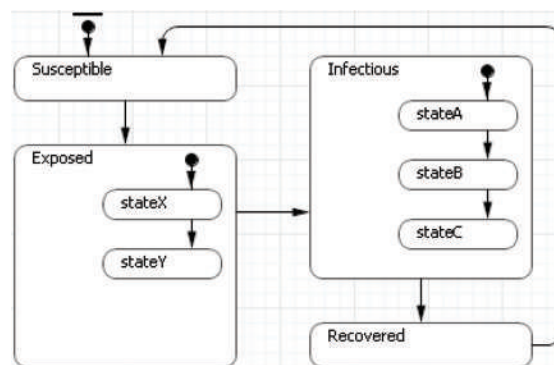 Susceptible
Exposed
stateX
stateY
Infectious
stateA
stateB
stateC
Recovered